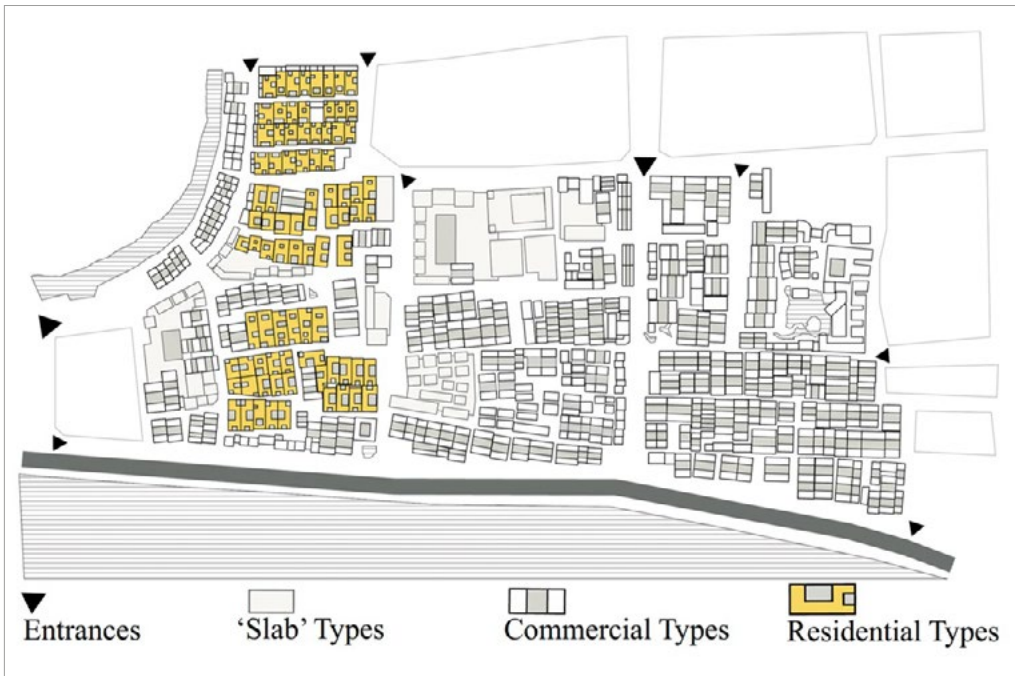 Entrances
‘Slab’ Types
Commercial Types
Residential Types